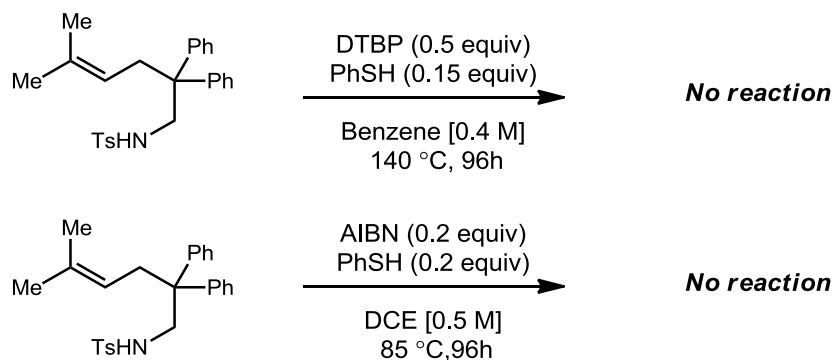 Me
Ph
Ph
Me
TsHN
DTBP (0.5 equiv)
PhSH (0.15 equiv)
Benzene [0.4 M]
140 °C, 96h
No reaction
Me
Ph
Ph
Me
TsHN
AIBN (0.2 equiv)
PhSH (0.2 equiv)
DCE [0.5 M]
85 °C,96h
No reaction